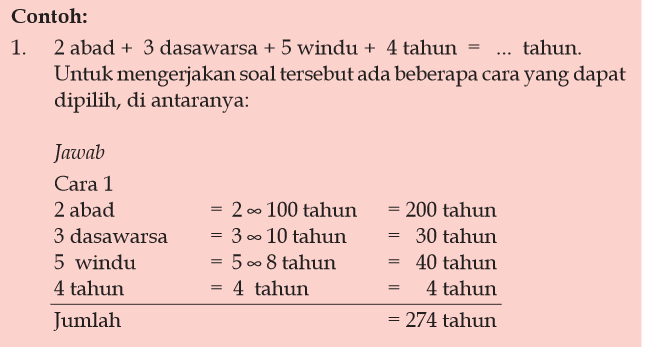 Contoh:
1. 2 abad + 3 dasawarsa + 5 windu + 4 tahun = ... tahun.
Untuk mengerjakan soal tersebut ada beberapa cara yang dapat
dipilih, di antaranya:
Jawab
Cara 1
2 abad = 2 ∞ 100 tahun = 200 tahun
3 dasawarsa = 3 ∞ 10 tahun = 30 tahun
5 windu = 5 ∞ 8 tahun = 40 tahun
4 tahun = 4 tahun = 4 tahun
Jumlah = 274 tahun